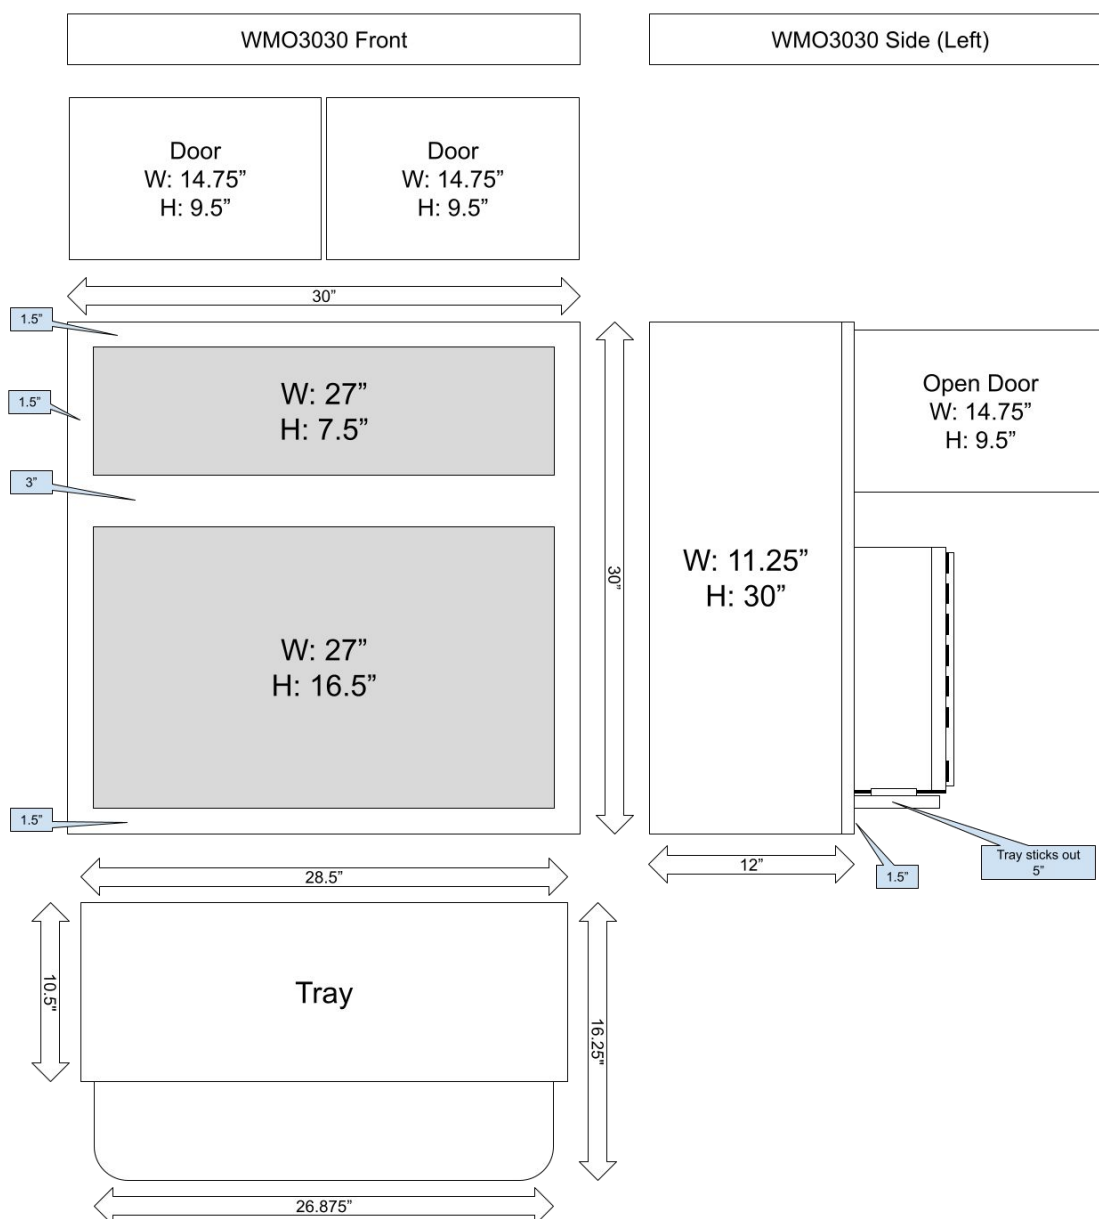 WMO3030 Front
WMO3030 Side (Left)
Door
W: 14.75”
H: 9.5”
Door
W: 14.75”
H: 9.5”
30”
1.5”
1.5”
3”
W: 27”
H: 7.5”
W: 27”
H: 16.5”
1.5”
30”
Open Door
W: 14.75”
H: 9.5”
W: 11.25”
H: 30”
12”
1.5”
Tray sticks out
5”
28.5”
10.5"
Tray
16.25"
26.875”